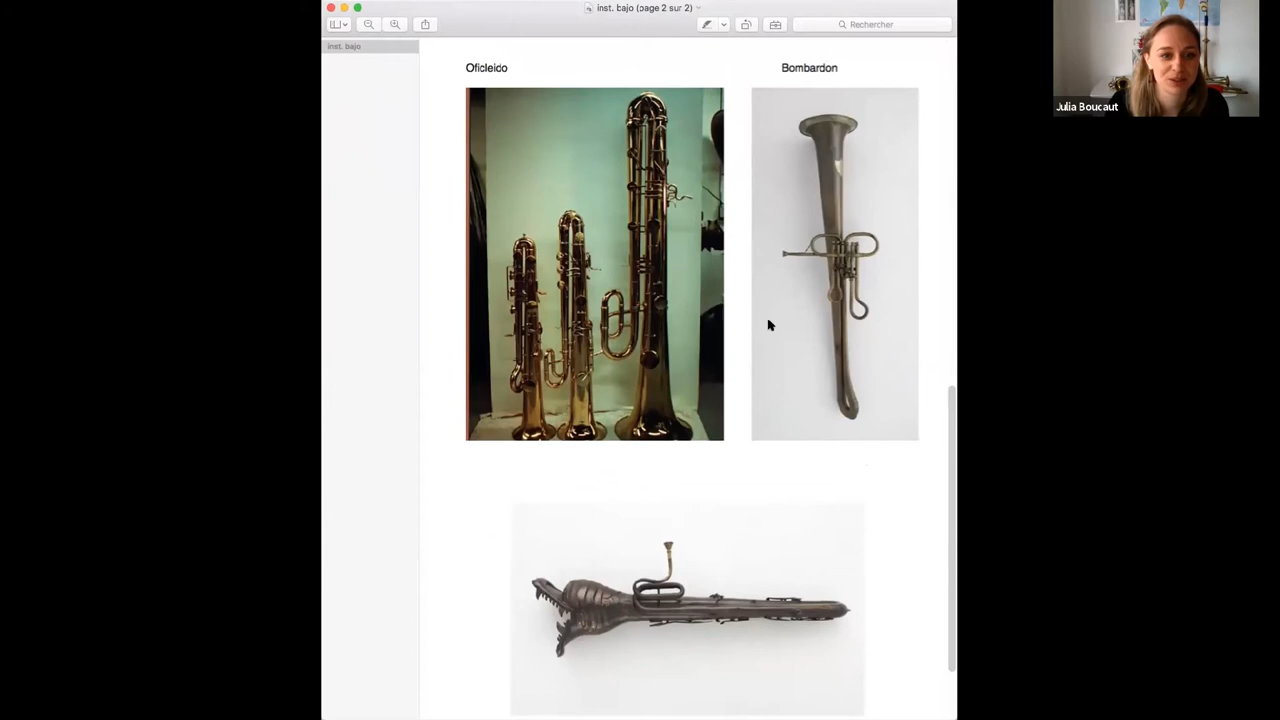 inst. bajo (page 2 sur 2)
Rechercher
inst. bajo
Oficleido
Bombardon
Julia Boucaut